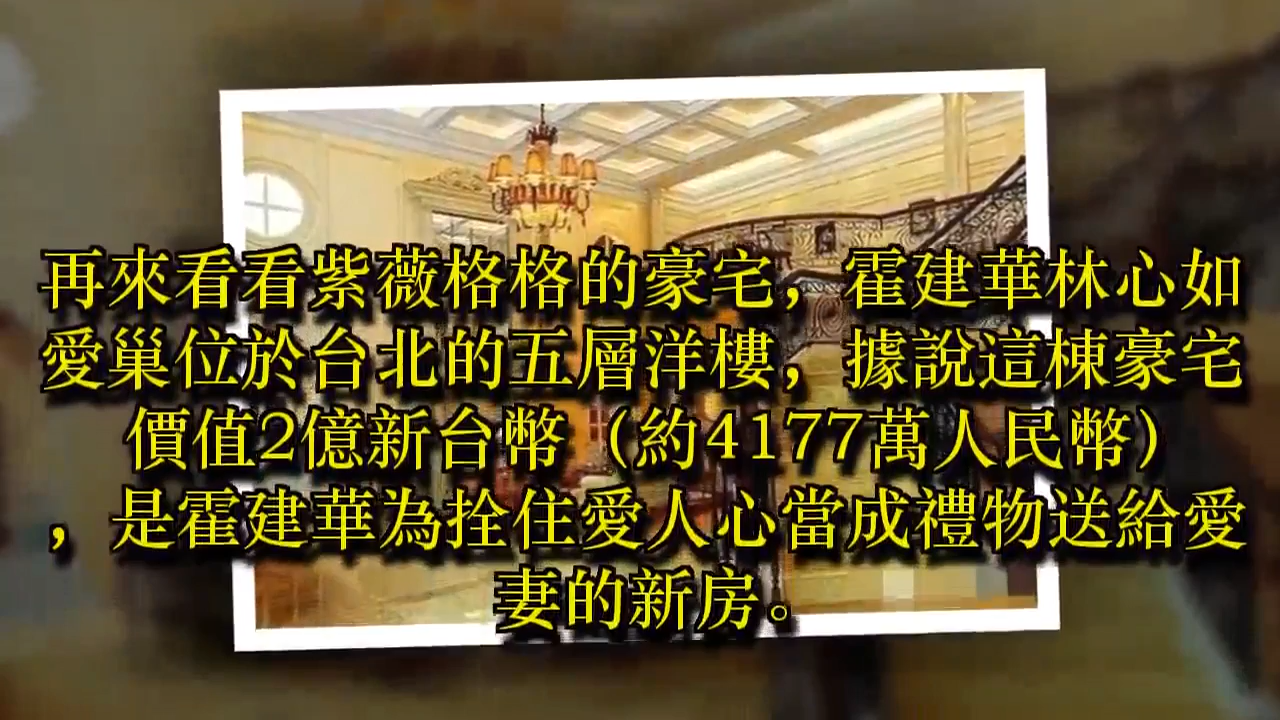 再來看看紫薇格格的豪宅，霍建華林心如
愛巢位於台北的五層洋樓，據說這棟豪宅
價值2億新台幣（約4177萬人民幣）
，是霍建華為拴住愛人心當成禮物送給愛
妻的新房。